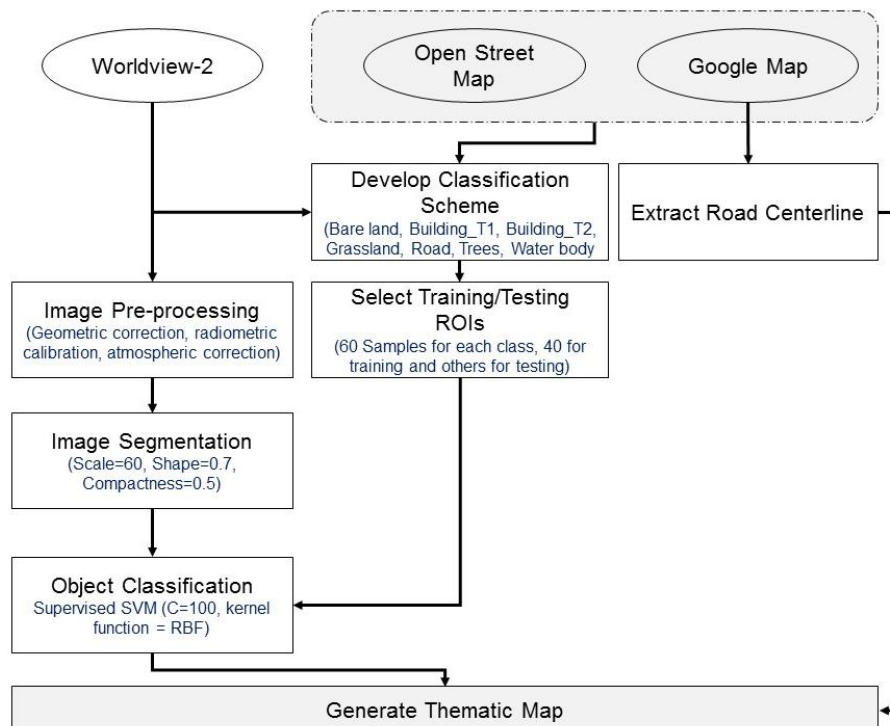 Worldview-2
Open Street
Map
Google Map
Develop Classification
Scheme
(Bare land, Building_T1, Building_T2,
Grassland, Road, Trees, Water body
Extract Road Centerline
Image Pre-processing
(Geometric correction, radiometric
calibration, atmospheric correction)
Select Training/Testing
ROIs
(60 Samples for each class, 40 for
training and others for testing)
Image Segmentation
(Scale=60, Shape=0.7,
Compactness=0.5)
Object Classification
Supervised SVM (C=100, kernel
function = RBF)
Generate Thematic Map